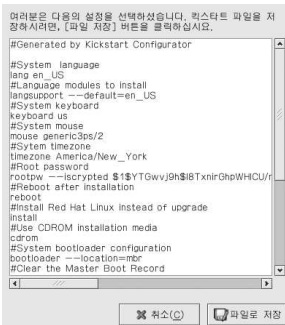 여러분은 다음의 설정을 선택하셨습니다. 킥스타트 파일을 저
장하시려면, [파일 저장] 버튼을 클릭하십시요.
#Generated by Kickstart Configurator
#System  language
lang en_US
#Language modules to install
langsupport --default=en_US
#System keyboard
keyboard us
#System mouse
mouse generic3ps/2
#Sytem timezone
timezone America/New_York
#Root password
rootpw --iscrypted $1$YTGwvJ9h$I8TxnirGhpWHlCU/r
#Reboot after installation
reboot
#Install Red Hat Linux instead of upgrade
install
#Use CDROM installation media
cdrom
#System bootloader configuration
bootloader --location=mbr
#Clear the Master Boot Record
취소(C)
파일로 저장